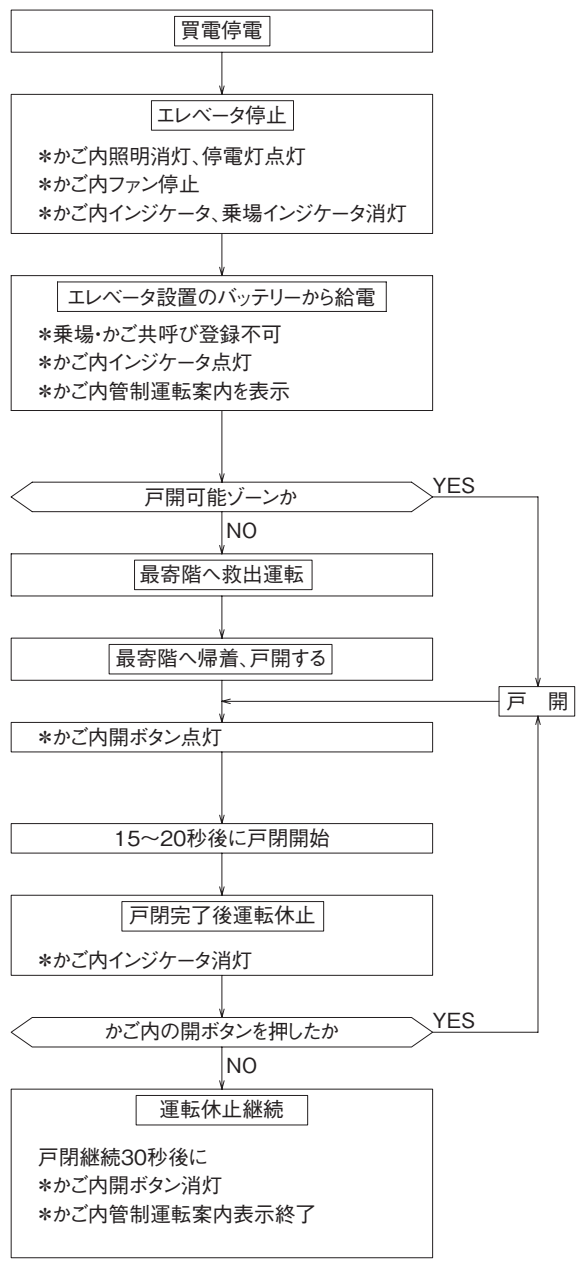 買電停電
エレベータ停止
＊かご内照明消灯、停電灯点灯
＊かご内ファン停止
＊かご内インジケータ、乗場インジケータ消灯
エレベータ設置のバッテリーから給電
＊乗場・かご共呼び登録不可
＊かご内インジケータ点灯
＊かご内管制運転案内を表示
戸開可能ゾーンか
YES
NO
最寄階へ救出運転
最寄階へ帰着、戸開する
戸　開
＊かご内開ボタン点灯
15～20秒後に戸閉開始
戸閉完了後運転休止
＊かご内インジケータ消灯
かご内の開ボタンを押したか
YES
NO
運転休止継続
戸閉継続30秒後に
＊かご内開ボタン消灯
＊かご内管制運転案内表示終了